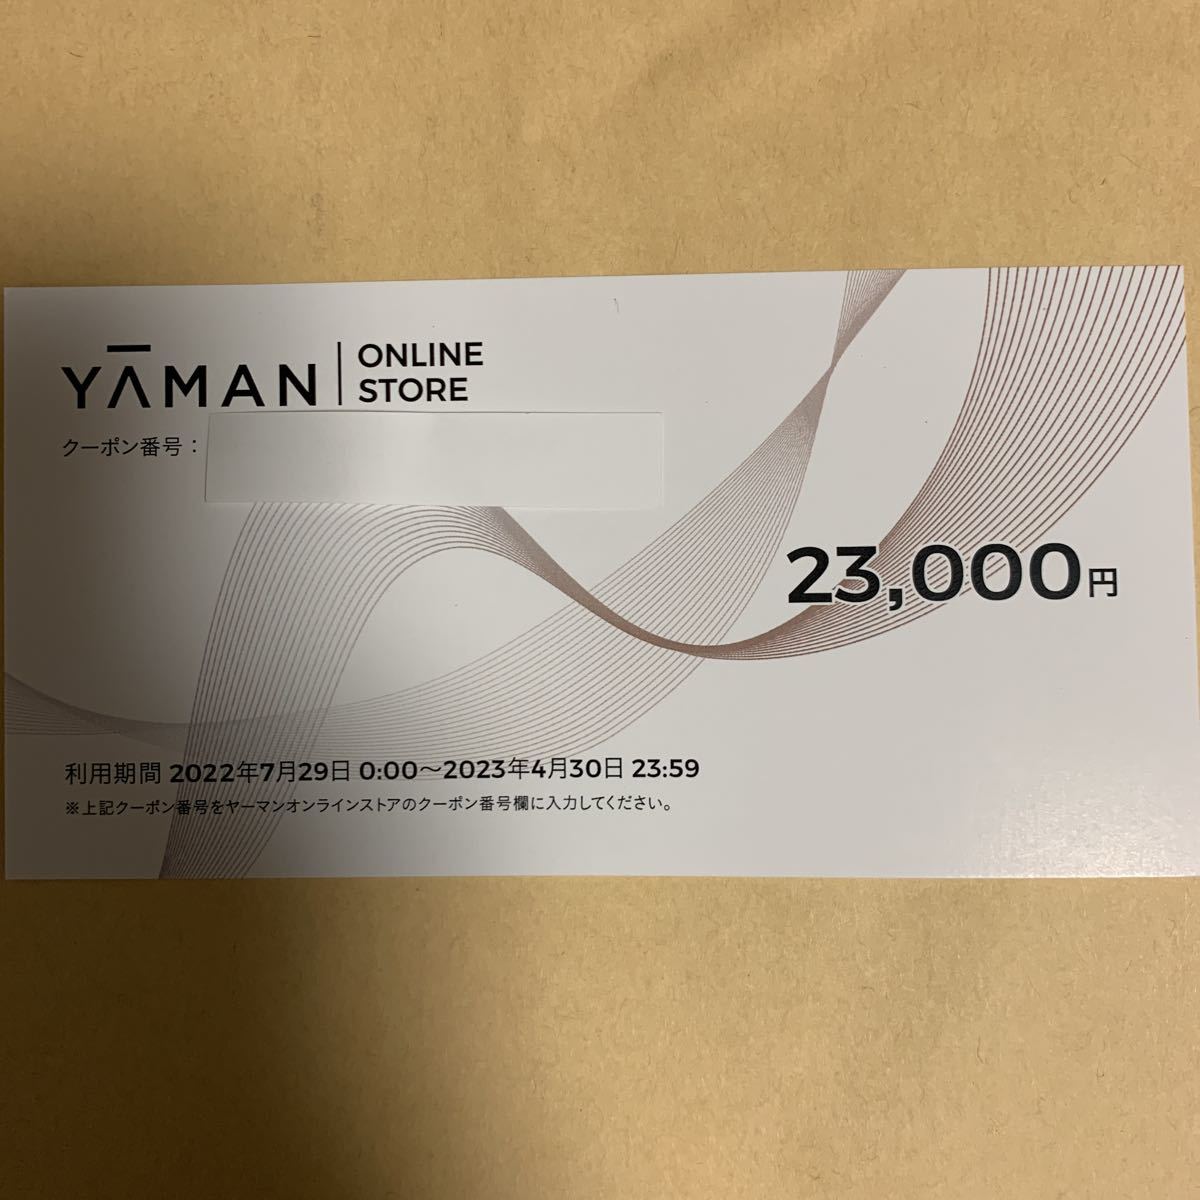 YĀMAN
ONLINE
STORE
クーポン番号：
23,000円
利用期間 2022年7月29日 0:00～2023年4月30日 23:59
※上記クーポン番号をヤーマンオンラインストアのクーポン番号欄に入力してください。